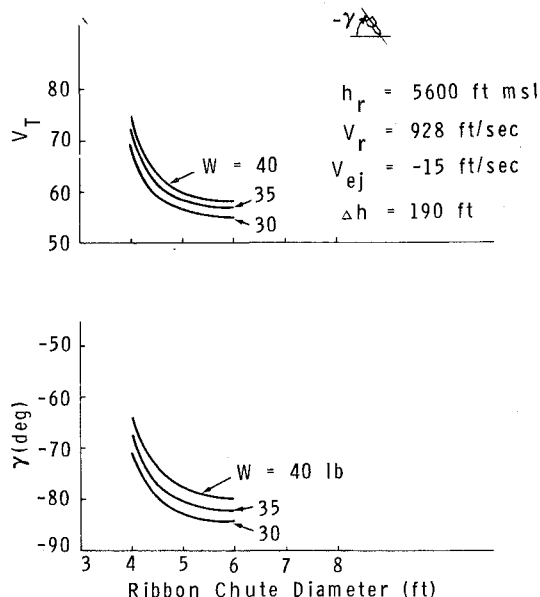 -γ
h_r = 5600 ft msl
V_r = 928 ft/sec
V_ej = -15 ft/sec
Δh = 190 ft
V_T
80
70
60
50
W = 40
35
30
γ(deg)
-50
-60
-70
-80
-90
W = 40 lb
35
30
3 4 5 6 7 8
Ribbon Chute Diameter (ft)